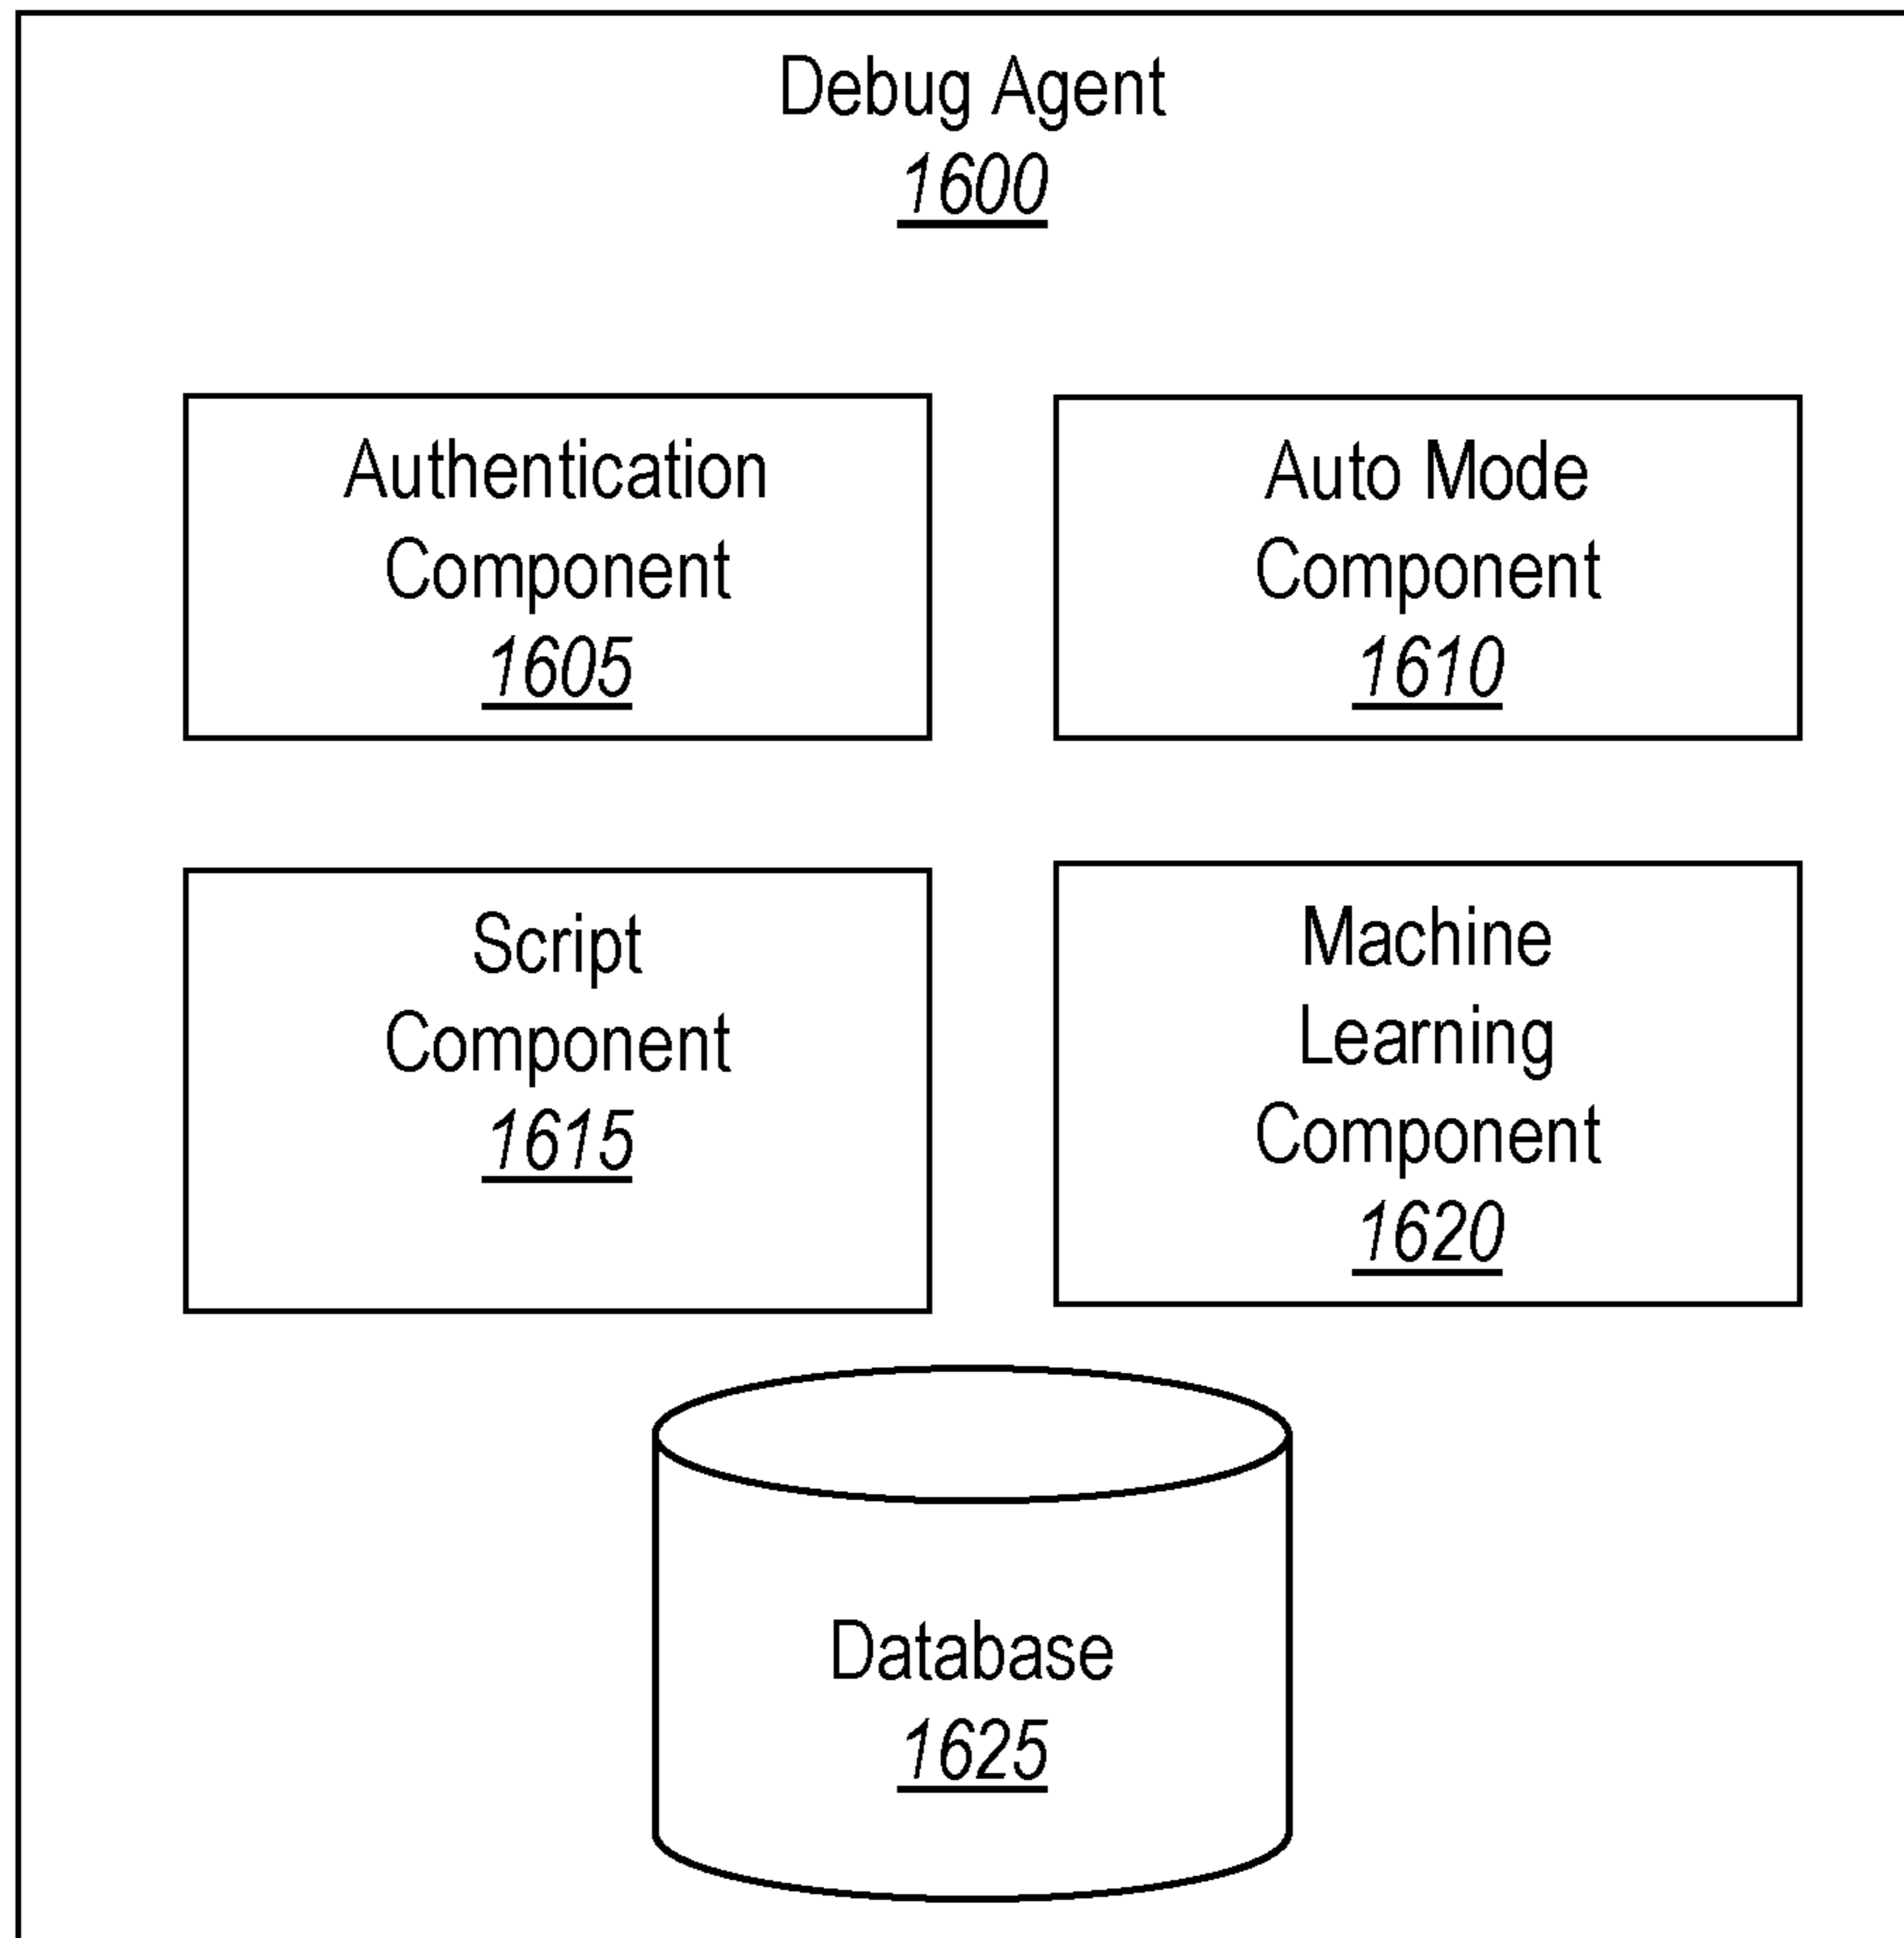 Debug Agent
1600
Authentication
Component
1605
Auto Mode
Component
1610
Script
Component
1615
Machine
Learning
Component
1620
Database
1625